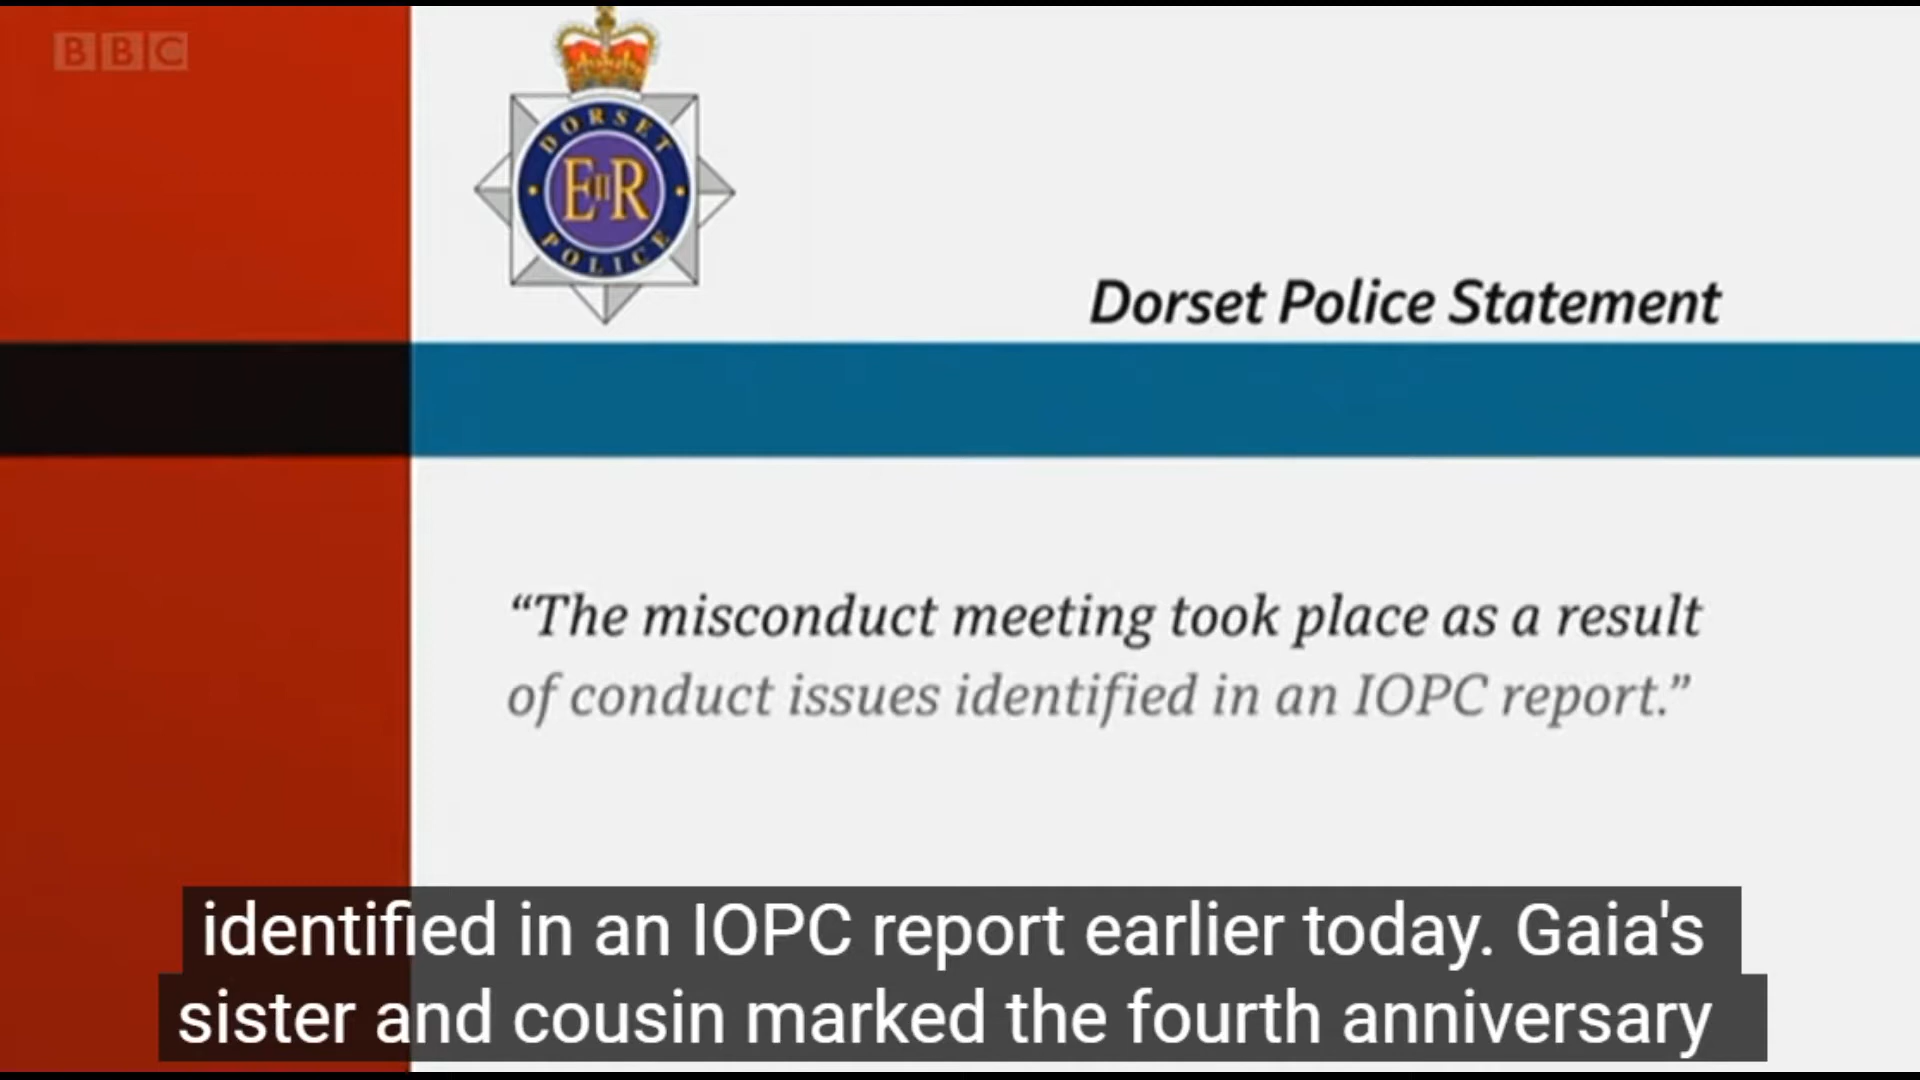 BBC
DORSET
EIIR
POLICE
Dorset Police Statement
“The misconduct meeting took place as a result
of conduct issues identified in an IOPC report.”
identified in an IOPC report earlier today. Gaia's
sister and cousin marked the fourth anniversary